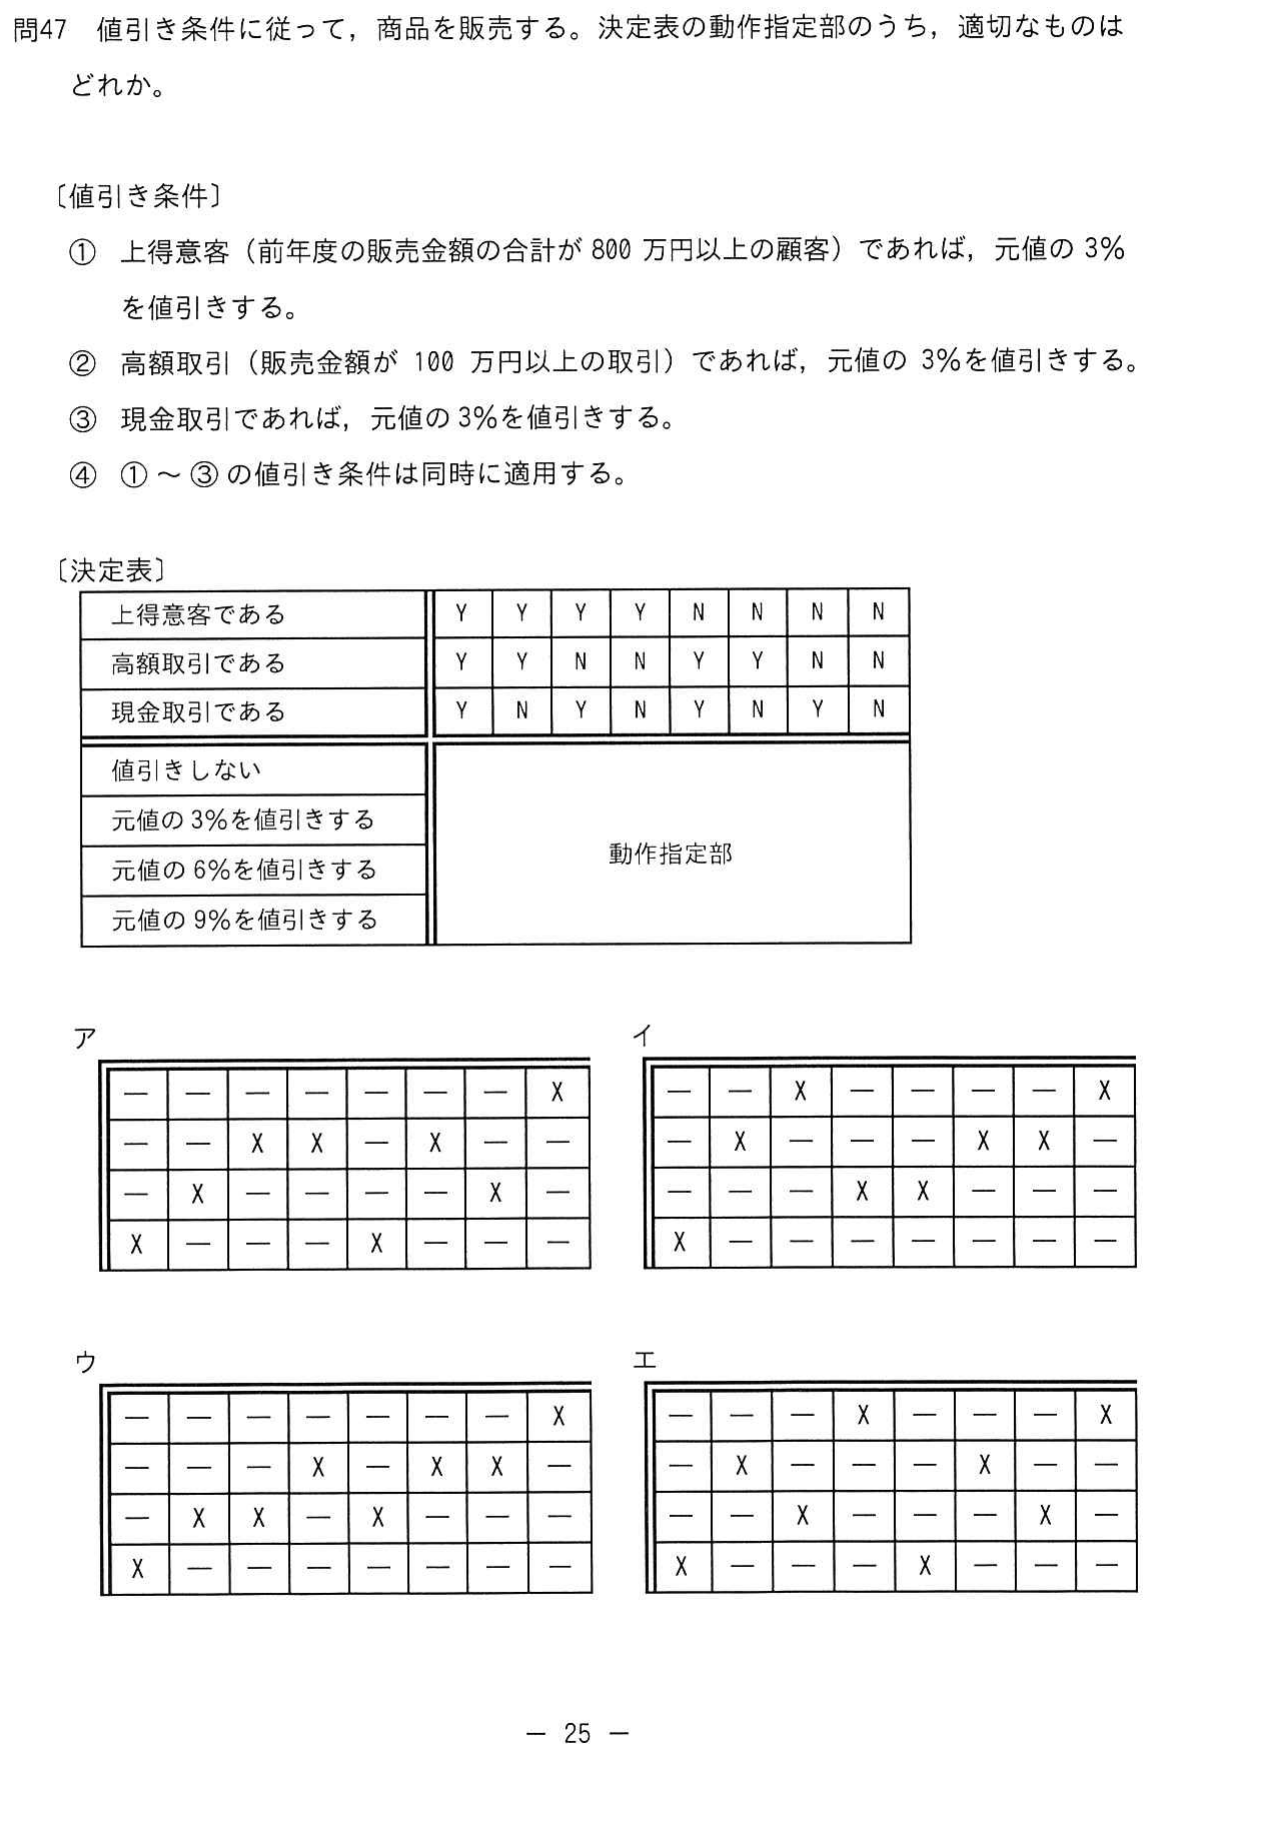 問47　値引き条件に従って，商品を販売する。決定表の動作指定部のうち，適切なものは
どれか。
〔値引き条件〕
①　上得意客（前年度の販売金額の合計が 800 万円以上の顧客）であれば，元値の 3%
を値引きする。
②　高額取引（販売金額が 100 万円以上の取引）であれば，元値の 3%を値引きする。
③　現金取引であれば，元値の 3%を値引きする。
④　①～③の値引き条件は同時に適用する。
〔決定表〕
上得意客である Y Y Y Y N N N N
高額取引である Y Y N N Y Y N N
現金取引である Y N Y N Y N Y N
値引きしない
元値の 3%を値引きする
元値の 6%を値引きする
元値の 9%を値引きする
動作指定部
ア
— — — — — — — X
— — X X — X — —
— X — — — — X —
X — — — X — — —
イ
— — X — — — — X
— X — — — X X —
— — — X X — — —
X — — — — — — —
ウ
— — — — — — — X
— — — X — X X —
— X X — X — — —
X — — — — — — —
エ
— — — X — — — X
— X — — — X — —
— — X — — — X —
X — — — X — — —
— 25 —